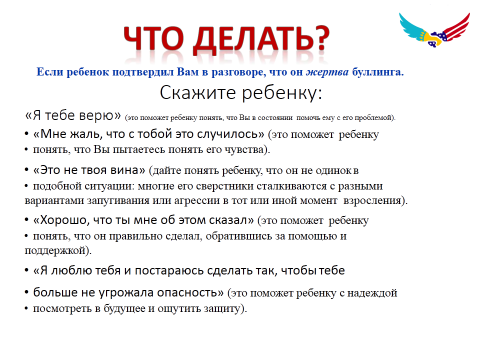 ЧТО ДЕЛАТЬ?
Если ребенок подтвердил Вам в разговоре, что он жертва буллинга.
Скажите ребенку:
«Я тебе верю» (это поможет ребенку понять, что Вы в состоянии помочь ему с его проблемой).
• «Мне жаль, что с тобой это случилось» (это поможет ребенку
• понять, что Вы пытаетесь понять его чувства).
• «Это не твоя вина» (дайте понять ребенку, что он не одинок в
• подобной ситуации: многие его сверстники сталкиваются с разными
вариантами запугивания или агрессии в тот или иной момент взросления).
• «Хорошо, что ты мне об этом сказал» (это поможет ребенку
• понять, что он правильно сделал, обратившись за помощью и
поддержкой).
• «Я люблю тебя и постараюсь сделать так, чтобы тебе
• больше не угрожала опасность» (это поможет ребенку с надеждой
• посмотреть в будущее и ощутить защиту).